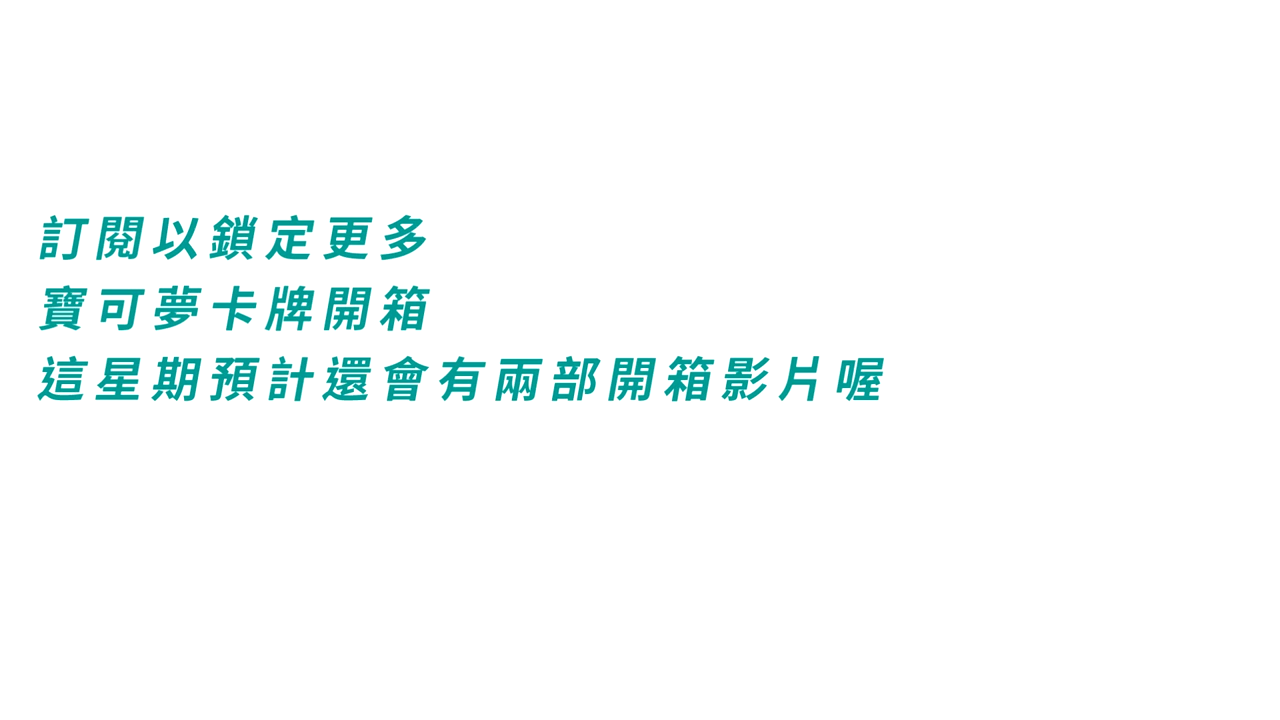 訂閱以鎖定更多
寶可夢卡牌開箱
這星期預計還會有兩部開箱影片喔